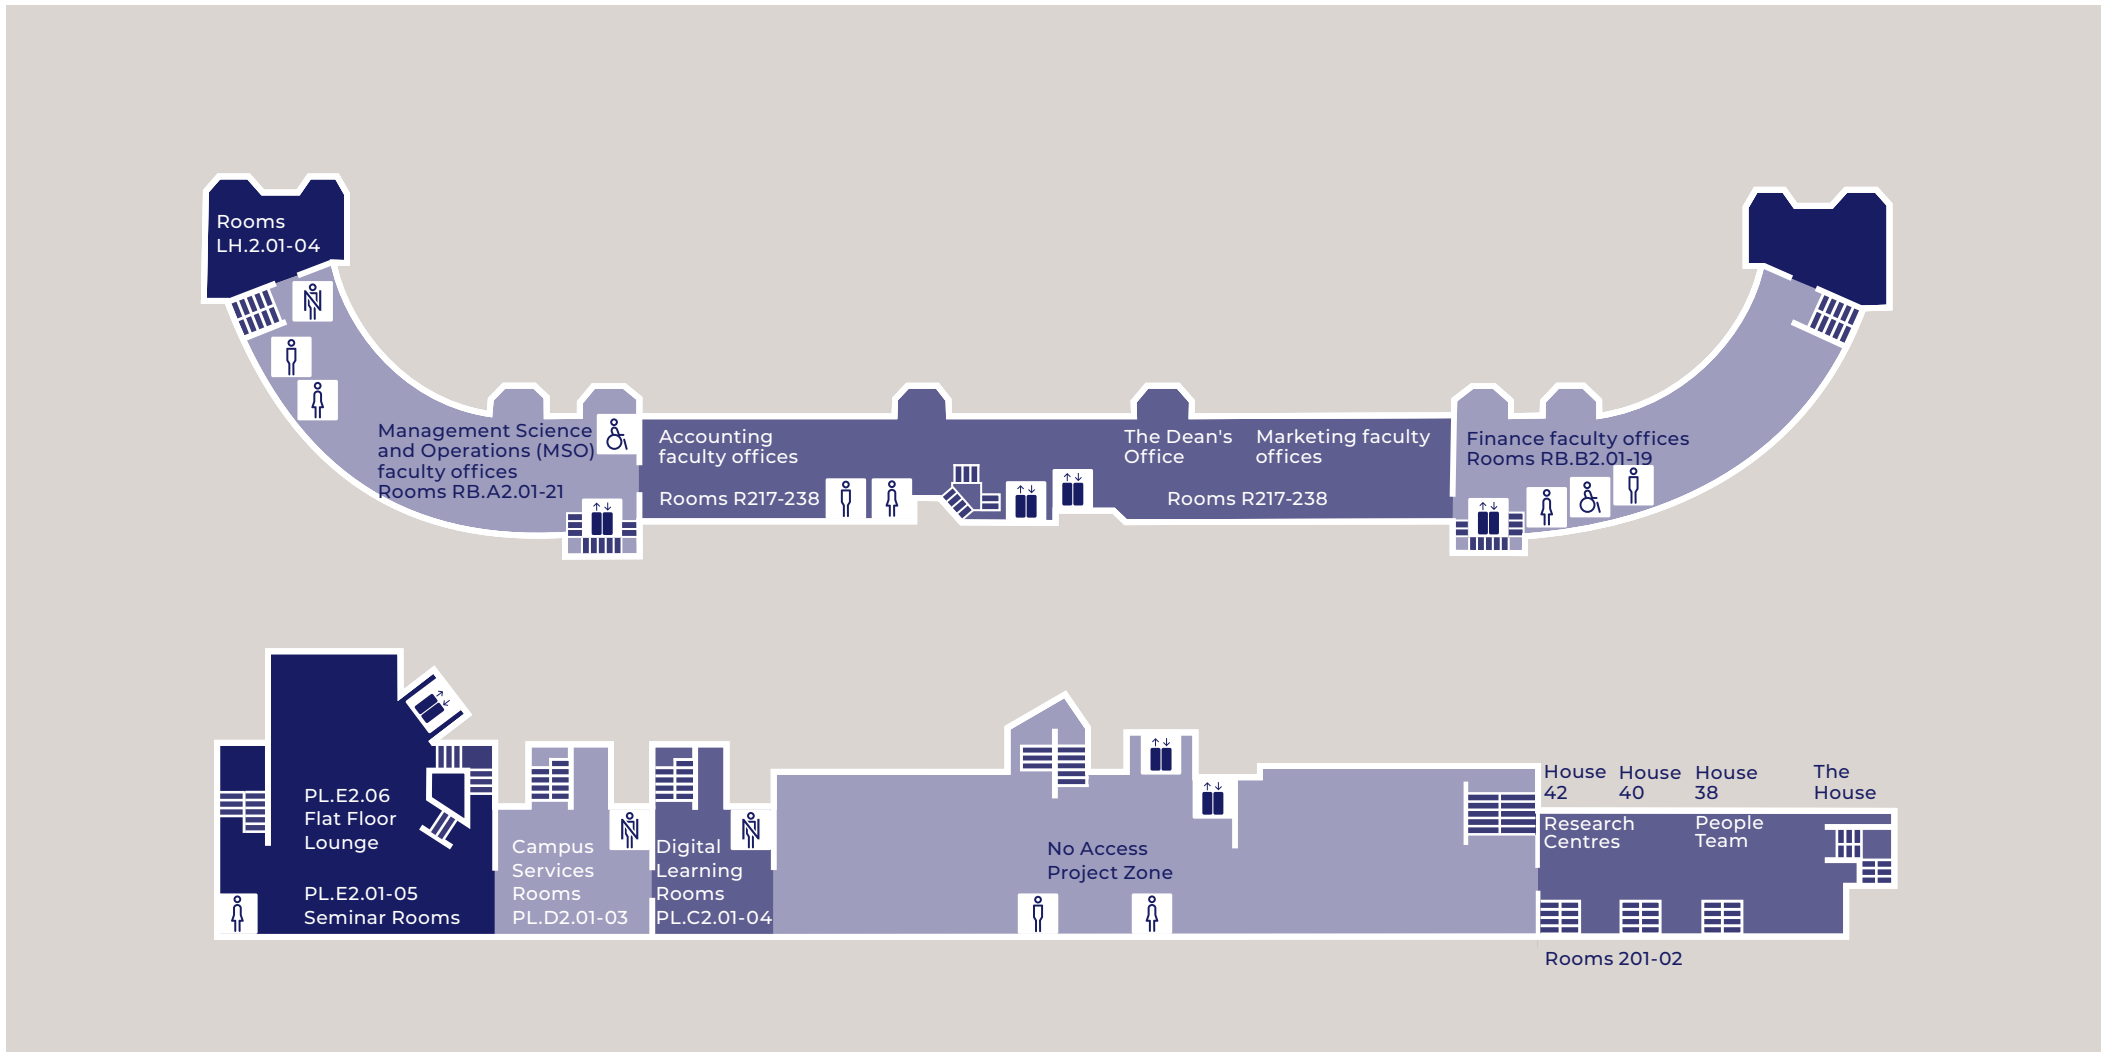 Rooms
LH.2.01-04
Management Science
and Operations (MSO)
faculty offices
Rooms RB.A2.01-21
Accounting
faculty offices
Rooms R217-238
The Dean's
Office
Marketing faculty
offices
Rooms R217-238
Finance faculty offices
Rooms RB.B2.01-19
PL.E2.06
Flat Floor
Lounge
PL.E2.01-05
Seminar Rooms
Campus
Services
Rooms
PL.D2.01-03
Digital
Learning
Rooms
PL.C2.01-04
No Access
Project Zone
House
42
House
40
House
38
The
House
Research
Centres
People
Team
Rooms 201-02